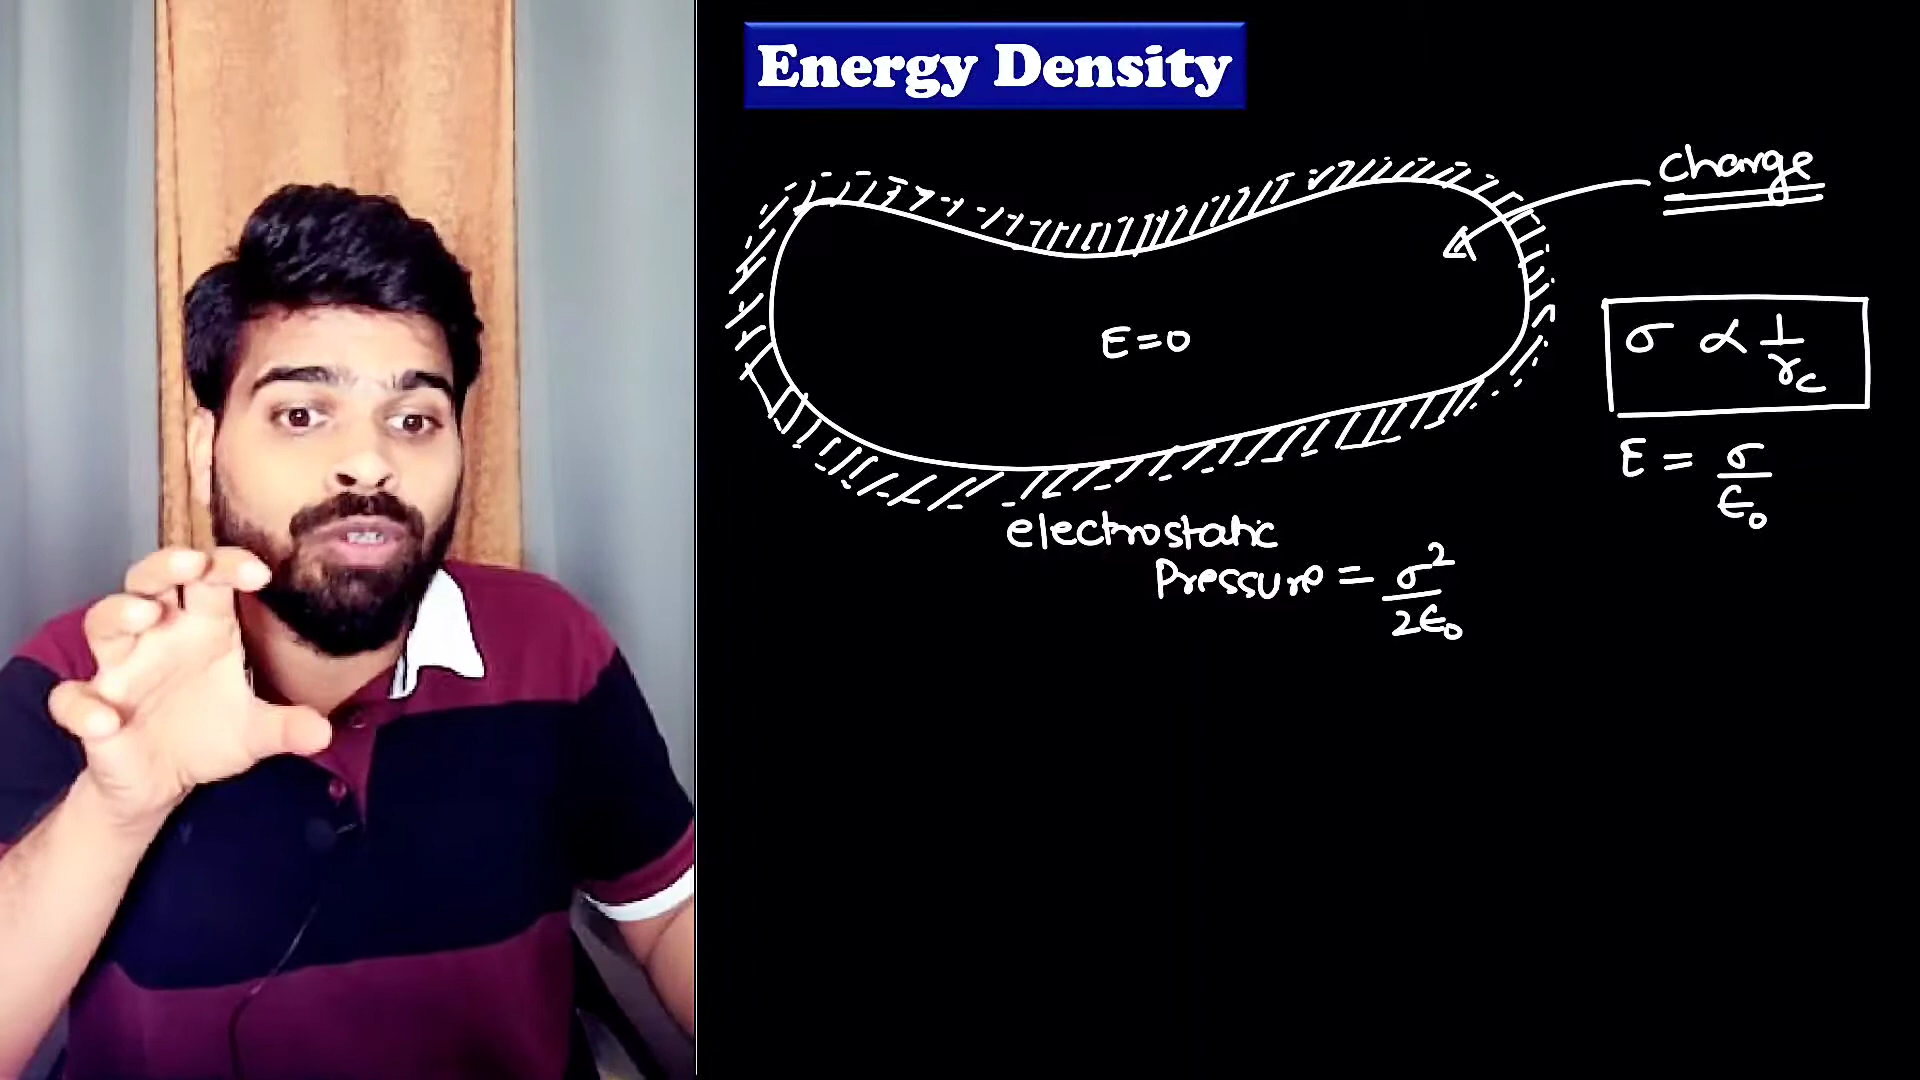 Energy Density
charge
E=0
σ ∝ 1/r_c
E = σ/ε₀
electrostatic
Pressure = σ²/2ε₀